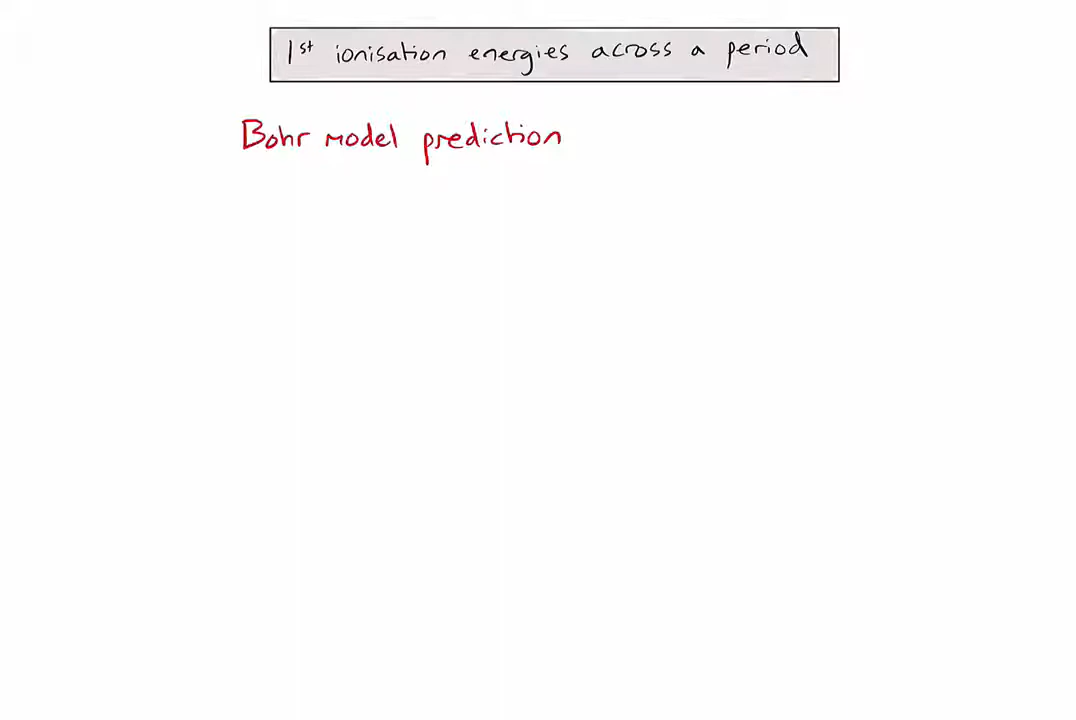 1st ionisation energies across a period
Bohr model prediction